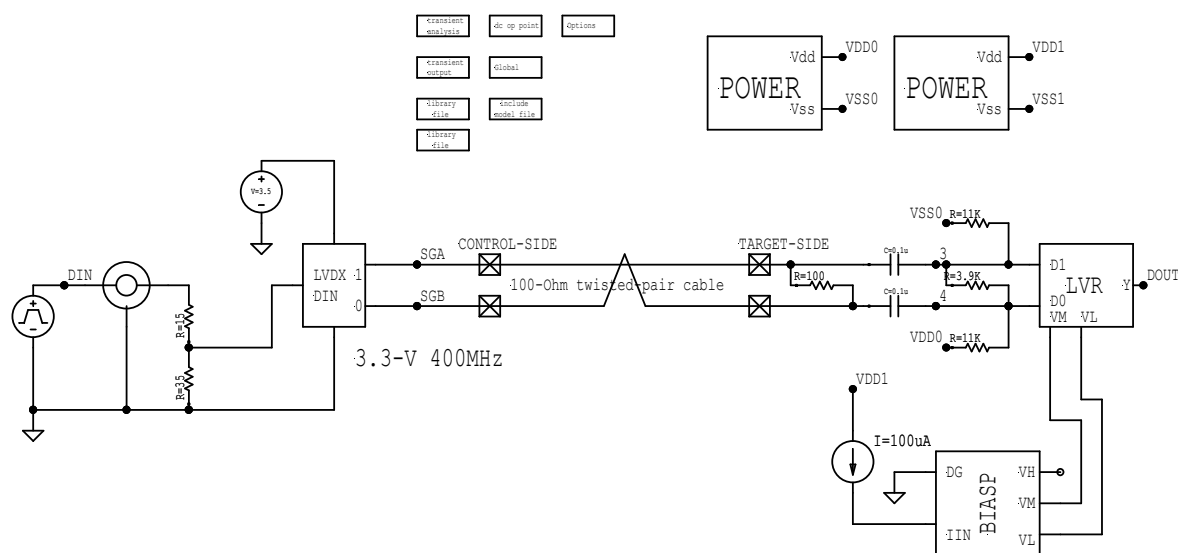 transient
analysis
dc op point
Options
transient
output
Global
library
file
include
model file
library
file
POWER
Vdd
Vss
VDD0
VSS0
POWER
Vdd
Vss
VDD1
VSS1
V=3.5
DIN
R=15
R=35
LVDX
DIN
1
0
3.3-V 400MHz
SGA
SGB
CONTROL-SIDE
100-Ohm twisted-pair cable
TARGET-SIDE
R=100
C=0.1u
C=0.1u
3
4
VSS0
R=11K
R=3.9K
VDD0
R=11K
D1
D0
LVR
VM
VL
Y
DOUT
VDD1
I=100uA
DG
IIN
BIASP
VH
VM
VL